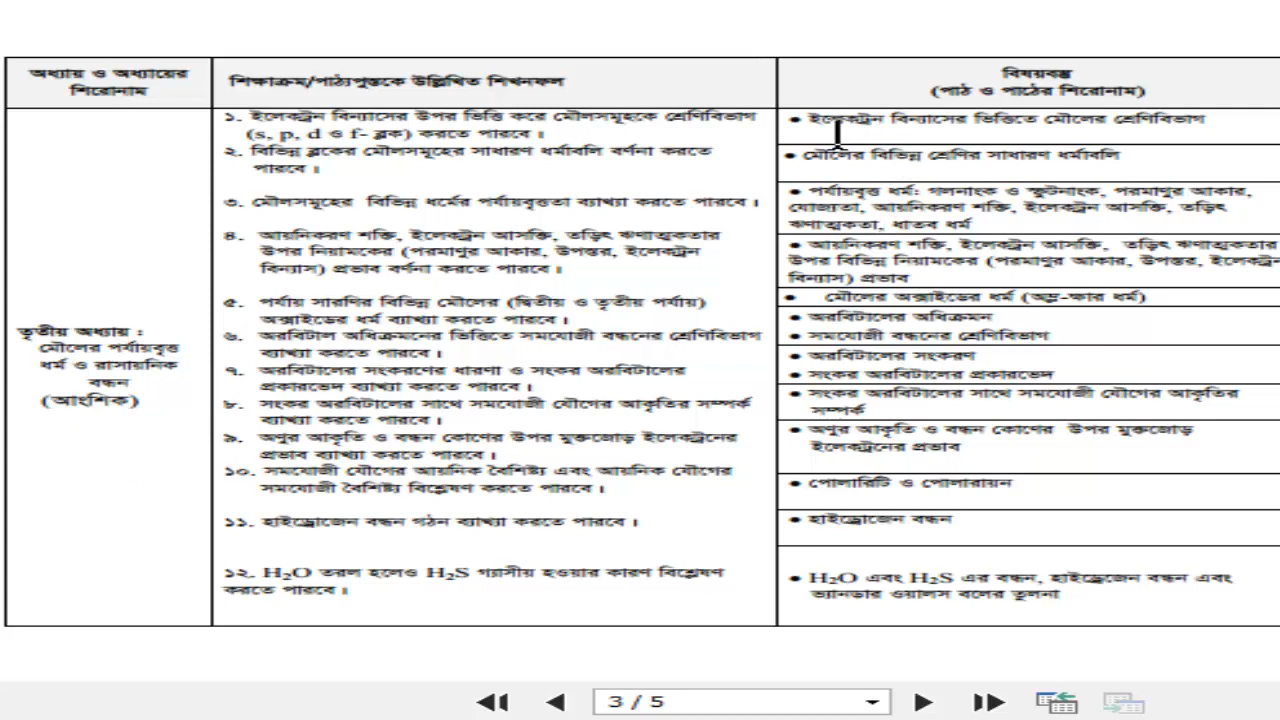 অধ্যায় ও অধ্যায়ের
শিরোনাম
শিক্ষাক্রম/পাঠ্যপুস্তকে উল্লিখিত শিখনফল
বিষয়বস্তু
(পাঠ ও পাঠের শিরোনাম)
তৃতীয় অধ্যায় :
মৌলের পর্যায়বৃত্ত
ধর্ম ও রাসায়নিক
বন্ধন
(আংশিক)
১. ইলেকট্রন বিন্যাসের উপর ভিত্তি করে মৌলসমূহকে শ্রেণিবিভাগ
(s, p, d ও f- ব্লক) করতে পারবে।
২. বিভিন্ন ব্লকের মৌলসমূহের সাধারণ ধর্মাবলি বর্ণনা করতে
পারবে।
৩. মৌলসমূহের বিভিন্ন ধর্মের পর্যায়বৃত্ততা ব্যাখ্যা করতে পারবে।
৪. আয়নিকরণ শক্তি, ইলেকট্রন আসক্তি, তড়িৎ ঋণাত্মকতার
উপর নিয়ামকের (পরমাণুর আকার, উপস্তর, ইলেকট্রন
বিন্যাস) প্রভাব বর্ণনা করতে পারবে।
৫. পর্যায় সারণির বিভিন্ন মৌলের (দ্বিতীয় ও তৃতীয় পর্যায়)
অক্সাইডের ধর্ম ব্যাখ্যা করতে পারবে।
৬. অরবিটাল অধিক্রমনের ভিত্তিতে সমযোজী বন্ধনের শ্রেণিবিভাগ
ব্যাখ্যা করতে পারবে।
৭. অরবিটালের সংকরণের ধারণা ও সংকর অরবিটালের
প্রকারভেদ ব্যাখ্যা করতে পারবে।
৮. সংকর অরবিটালের সাথে সমযোজী যৌগের আকৃতির সম্পর্ক
ব্যাখ্যা করতে পারবে।
৯. অণুর আকৃতি ও বন্ধন কোণের উপর মুক্তজোড় ইলেকট্রনের
প্রভাব ব্যাখ্যা করতে পারবে।
১০. সমযোজী যৌগের আয়নিক বৈশিষ্ট্য এবং আয়নিক যৌগের
সমযোজী বৈশিষ্ট্য বিশ্লেষণ করতে পারবে।
১১. হাইড্রোজেন বন্ধন গঠন ব্যাখ্যা করতে পারবে।
১২. H₂O তরল হলেও H₂S গ্যাসীয় হওয়ার কারণ বিশ্লেষণ
করতে পারবে।
• ইলেকট্রন বিন্যাসের ভিত্তিতে মৌলের শ্রেণিবিভাগ
• মৌলের বিভিন্ন শ্রেণির সাধারণ ধর্মাবলি
• পর্যায়বৃত্ত ধর্ম: গলনাংক ও স্ফুটনাংক, পরমাণুর আকার,
যোজ্যতা, আয়নিকরণ শক্তি, ইলেকট্রন আসক্তি, তড়িৎ
ঋণাত্মকতা, ধাতব ধর্ম
• আয়নিকরণ শক্তি, ইলেকট্রন আসক্তি, তড়িৎ ঋণাত্মকতার
উপর বিভিন্ন নিয়ামকের (পরমাণুর আকার, উপস্তর, ইলেকট্রন
বিন্যাস) প্রভাব
• মৌলের অক্সাইডের ধর্ম (অম্ল-ক্ষার ধর্ম)
• অরবিটালের অধিক্রমন
• সমযোজী বন্ধনের শ্রেণিবিভাগ
• অরবিটালের সংকরণ
• সংকর অরবিটালের প্রকারভেদ
• সংকর অরবিটালের সাথে সমযোজী যৌগের আকৃতির
সম্পর্ক
• অণুর আকৃতি ও বন্ধন কোণের উপর মুক্তজোড়
ইলেকট্রনের প্রভাব
• পোলারিটি ও পোলারায়ন
• হাইড্রোজেন বন্ধন
• H₂O এবং H₂S এর বন্ধন, হাইড্রেজেন বন্ধন এবং
ভ্যানডার ওয়ালস বলের তুলনা
3 / 5